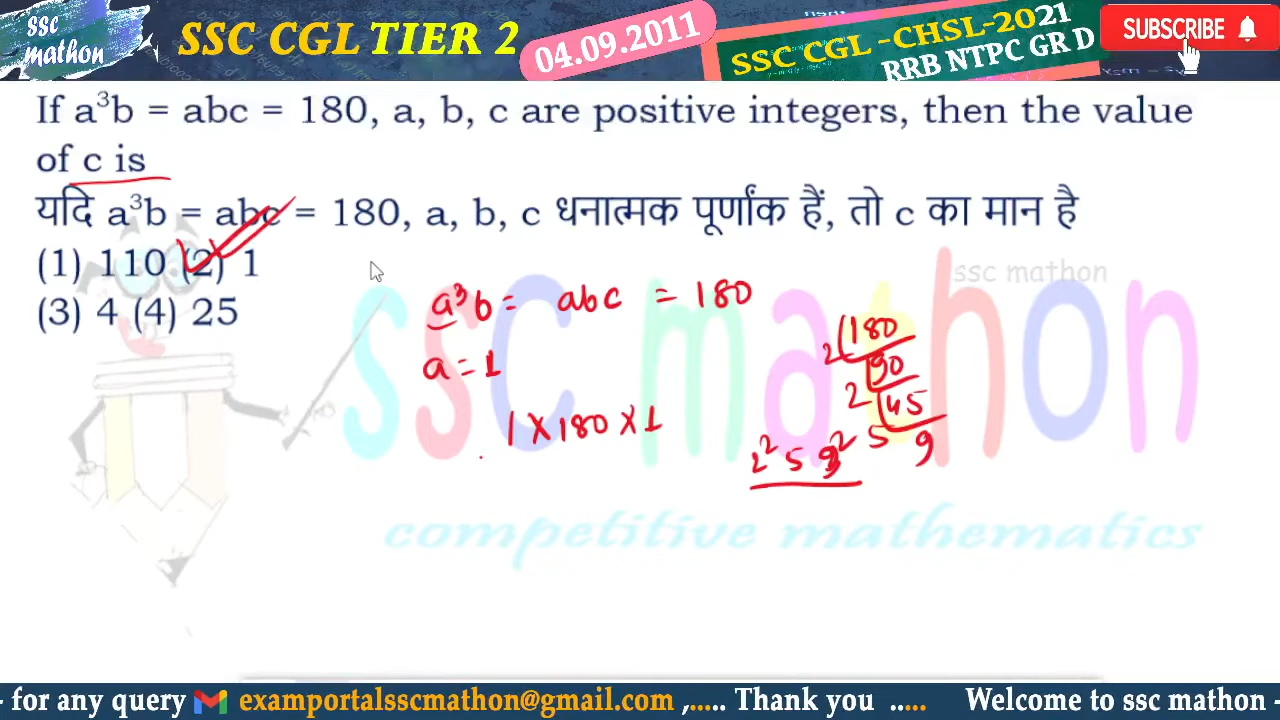 ssc
mathon
SSC CGL TIER 2
04.09.2011
SSC CGL -CHSL-2021
RRB NTPC GR D
SUBSCRIBE
If a³b = abc = 180, a, b, c are positive integers, then the value
of c is
यदि a³b = abc = 180, a, b, c धनात्मक पूर्णांक हैं, तो c का मान है
(1) 110 (2) 1
(3) 4 (4) 25
ssc mathon
a³b = abc = 180
a = 1
1 × 180 × 1
2 180
2 90
5 45
9
2² 5 3²
ssc mathon
competitive mathematics
- for any query examportalsscmathon@gmail.com ,..... Thank you ..... Welcome to ssc mathon -